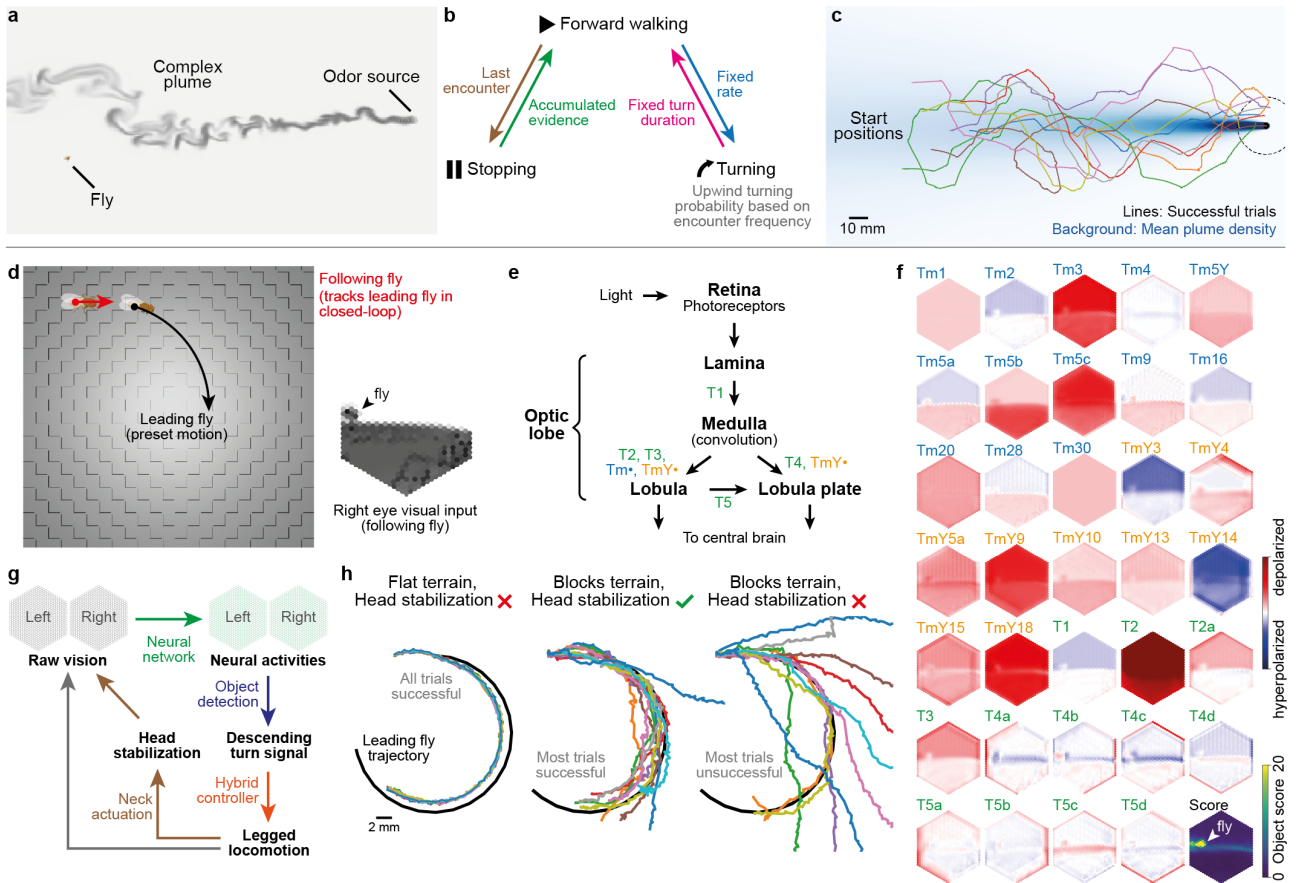 a
Complex
plume
Odor source
Fly
b
Forward walking
Last
encounter
Accumulated
evidence
Fixed turn
duration
Fixed
rate
Stopping
Turning
Upwind turning
probability based on
encounter frequency
c
Start
positions
10 mm
Lines: Successful trials
Background: Mean plume density
d
Following fly
(tracks leading fly in
closed-loop)
Leading fly
(preset motion)
fly
Right eye visual input
(following fly)
e
Light
Retina
Photoreceptors
Lamina
T1
Optic
lobe
Medulla
(convolution)
T2, T3,
Tm•, TmY•
T4, TmY•
Lobula
T5
Lobula plate
To central brain
f
Tm1 Tm2 Tm3 Tm4 Tm5Y
Tm5a Tm5b Tm5c Tm9 Tm16
Tm20 Tm28 Tm30 TmY3 TmY4
TmY5a TmY9 TmY10 TmY13 TmY14
TmY15 TmY18 T1 T2 T2a
T3 T4a T4b T4c T4d
T5a T5b T5c T5d Score
fly
hyperpolarized depolarized
0 Object score 20
g
Left Right
Neural
network
Left Right
Raw vision
Neural activities
Object
detection
Head
stabilization
Descending
turn signal
Neck
actuation
Hybrid
controller
Legged
locomotion
h
Flat terrain,
Head stabilization
All trials
successful
Leading fly
trajectory
2 mm
Blocks terrain,
Head stabilization
Most trials
successful
Blocks terrain,
Head stabilization
Most trials
unsuccessful